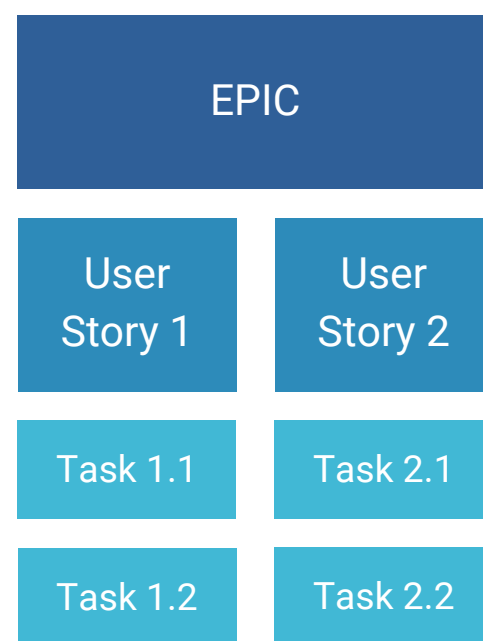 EPIC
User
Story 1
User
Story 2
Task 1.1
Task 2.1
Task 1.2
Task 2.2